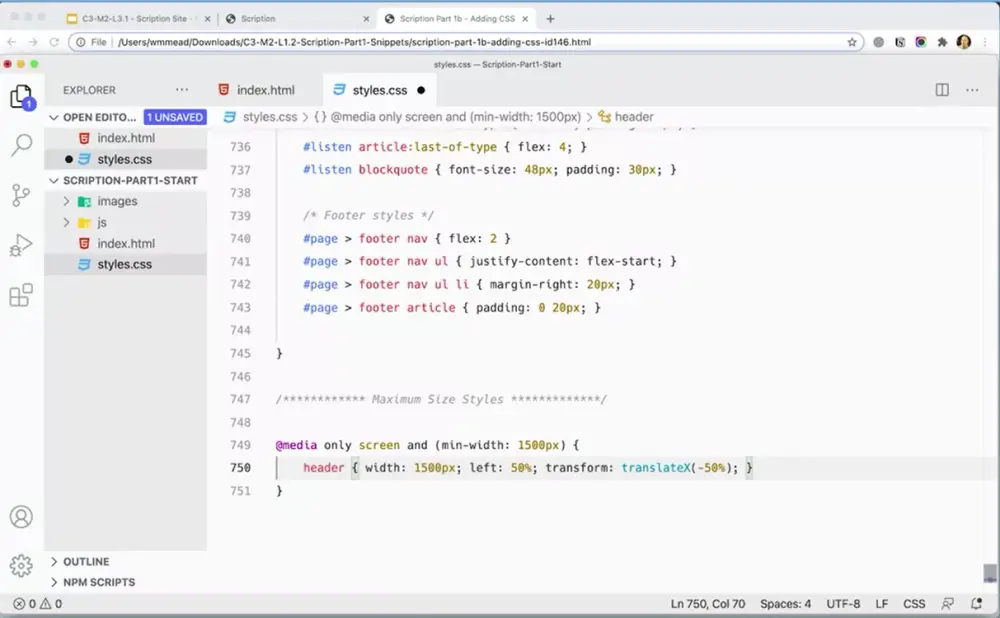 C3-M2-L3.1 - Scription Site -
Scription
Scription Part 1b - Adding CSS
File /Users/wmmead/Downloads/C3-M2-L1.2-Scription-Part1-Snippets/scription-part-1b-adding-css-id146.html
styles.css — Scription-Part1-Start
EXPLORER
index.html
styles.css
1
OPEN EDITO... 1 UNSAVED
styles.css > { } @media only screen and (min-width: 1500px) > header
index.html
styles.css
SCRIPTION-PART1-START
images
js
index.html
styles.css
736 #listen article:last-of-type { flex: 4; }
737 #listen blockquote { font-size: 48px; padding: 30px; }
738
739 /* Footer styles */
740 #page > footer nav { flex: 2 }
741 #page > footer nav ul { justify-content: flex-start; }
742 #page > footer nav ul li { margin-right: 20px; }
743 #page > footer article { padding: 0 20px; }
744
745 }
746
747 /************ Maximum Size Styles *************/
748
749 @media only screen and (min-width: 1500px) {
750 header { width: 1500px; left: 50%; transform: translateX(-50%); }
751 }
OUTLINE
NPM SCRIPTS
0 0
Ln 750, Col 70 Spaces: 4 UTF-8 LF CSS